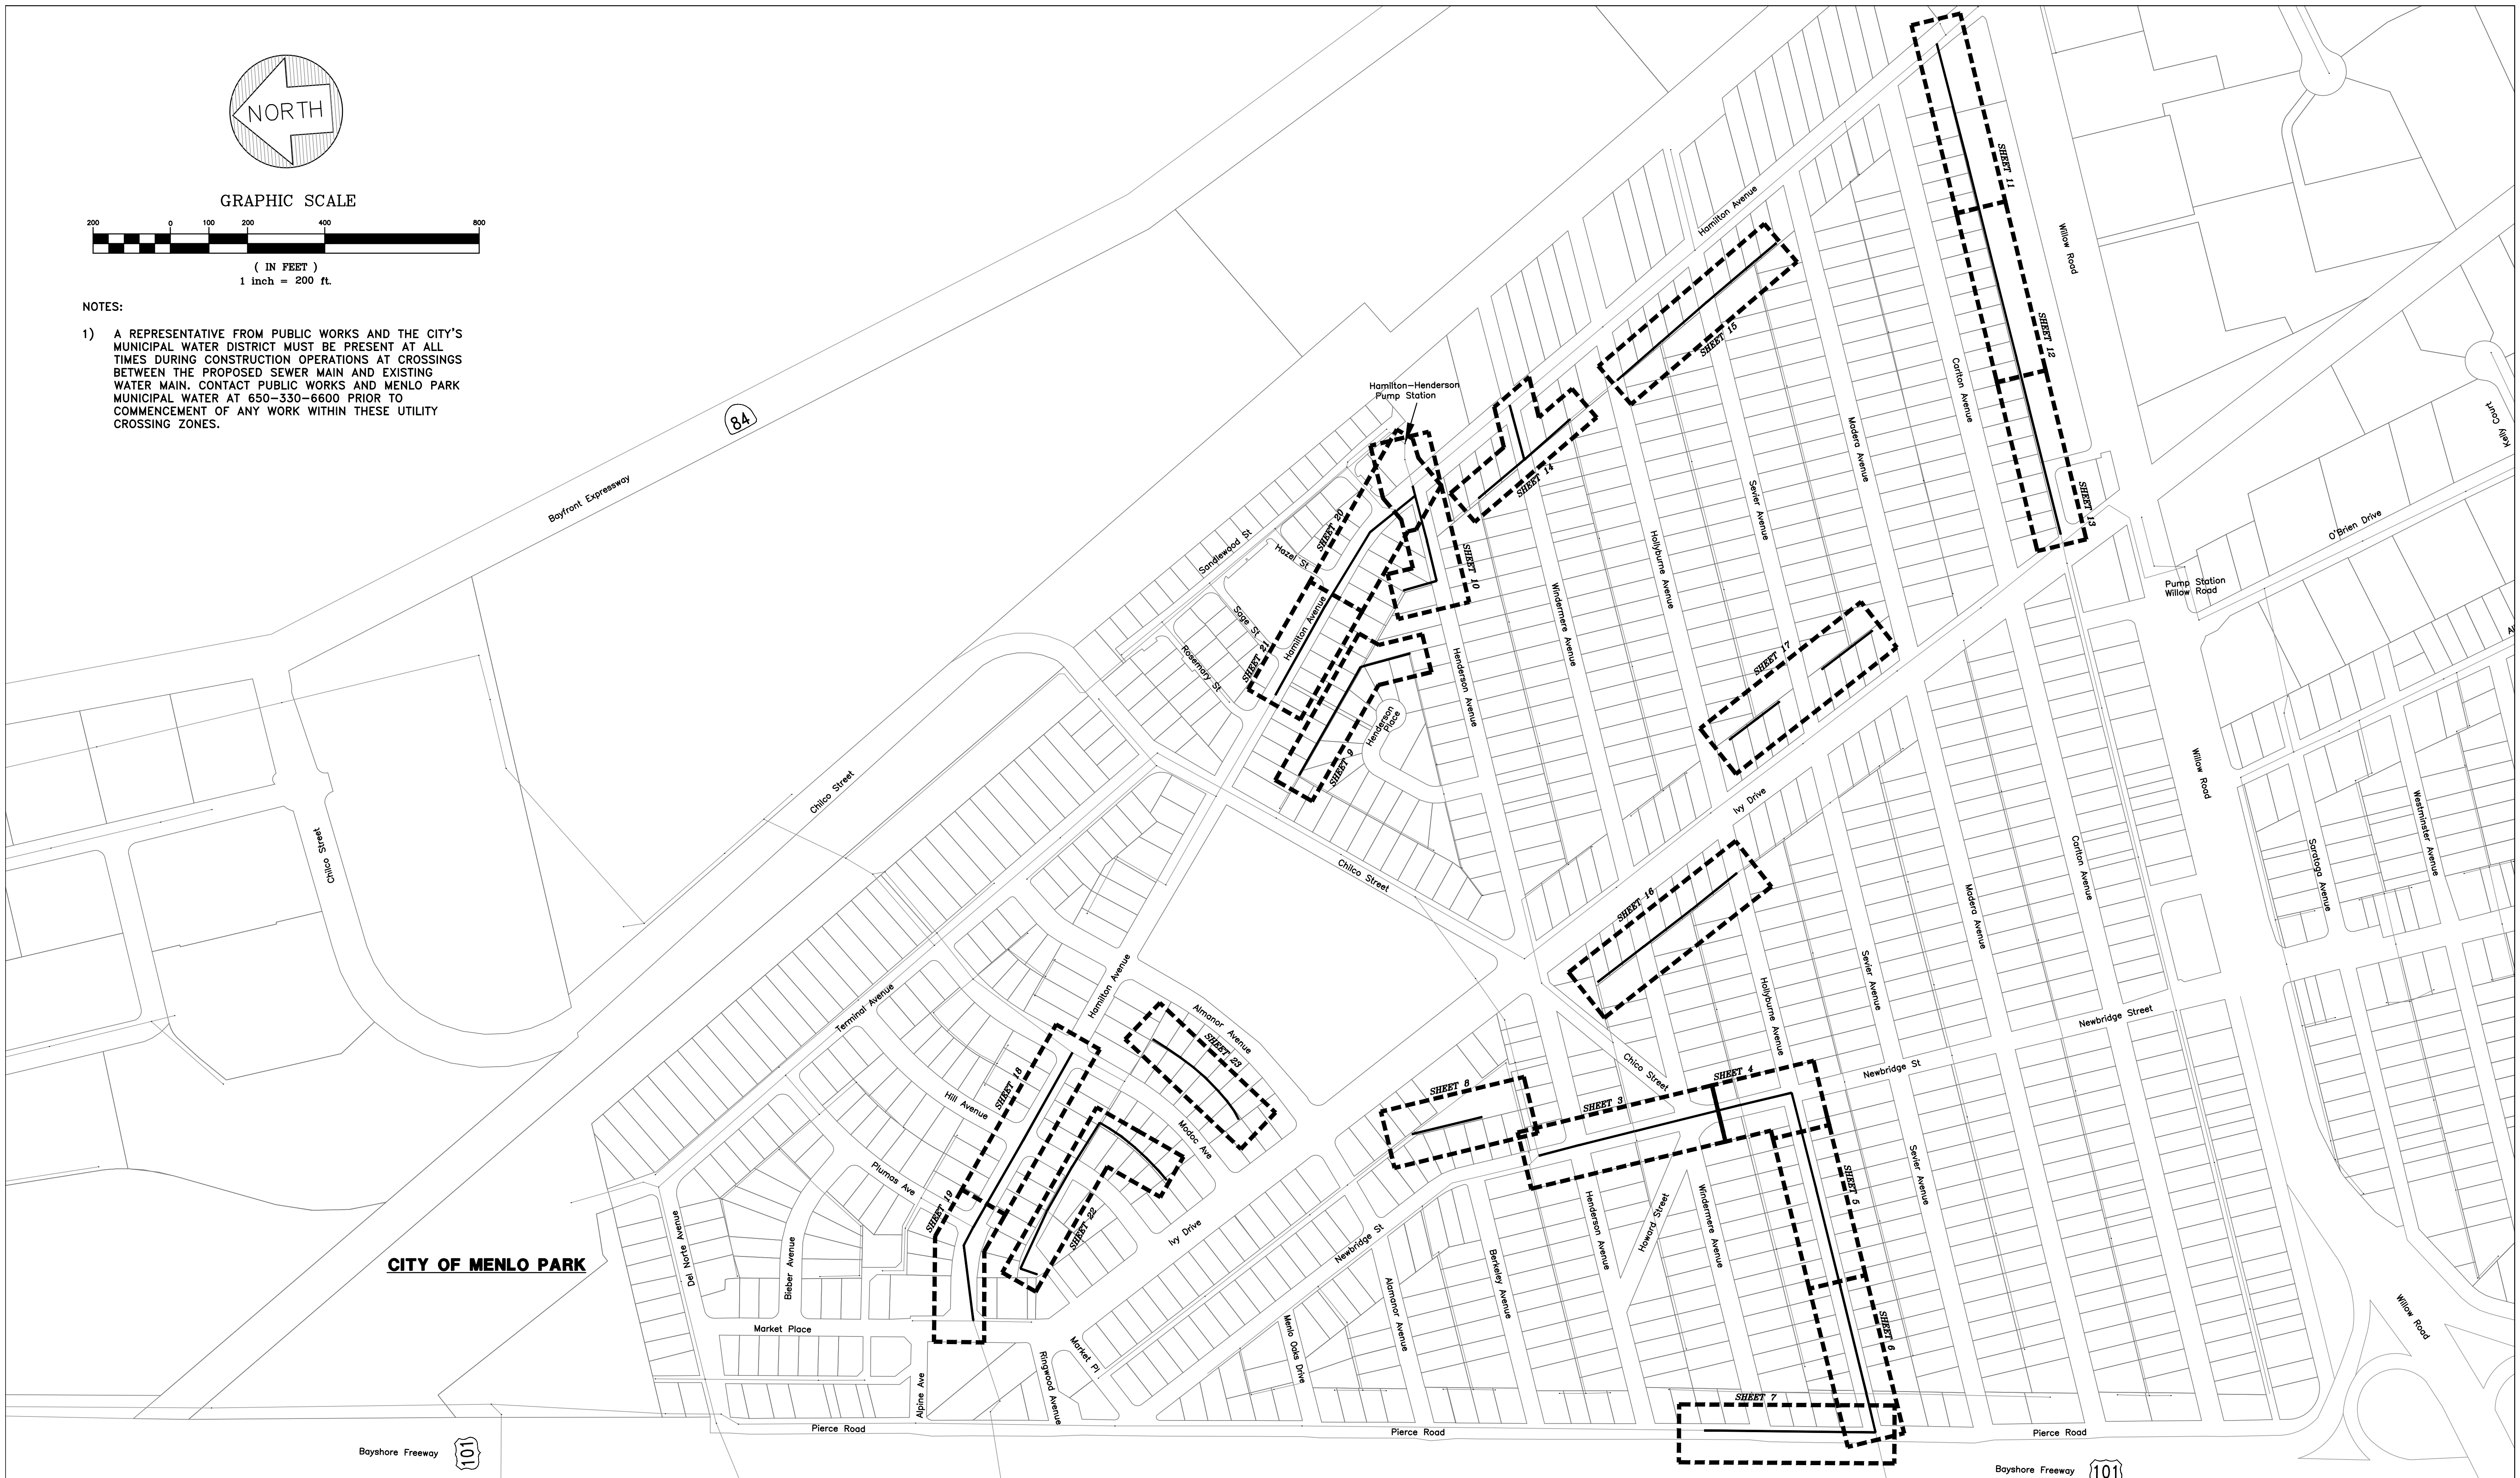 NORTH
GRAPHIC SCALE
200 0 100 200 400 800
( IN FEET )
1 inch = 200 ft.
NOTES:
1) A REPRESENTATIVE FROM PUBLIC WORKS AND THE CITY'S
MUNICIPAL WATER DISTRICT MUST BE PRESENT AT ALL
TIMES DURING CONSTRUCTION OPERATIONS AT CROSSINGS
BETWEEN THE PROPOSED SEWER MAIN AND EXISTING
WATER MAIN. CONTACT PUBLIC WORKS AND MENLO PARK
MUNICIPAL WATER AT 650-330-6600 PRIOR TO
COMMENCEMENT OF ANY WORK WITHIN THESE UTILITY
CROSSING ZONES.
84
Bayfront Expressway
Chilco Street
Chilco Street
Hamilton Avenue
SHEET 11
Willow Road
SHEET 12
SHEET 15
Carlton Avenue
Hamilton-Henderson
Pump Station
Madera Avenue
Kelly Court
SHEET 14
Sevier Avenue
SHEET 13
O'Brien Drive
SHEET 20
Sandlewood St
Hazel St
SHEET 10
Hollyburne Avenue
Windermere Avenue
Pump Station
Willow Road
Al
Sage St
Hamilton Avenue
SHEET 21
Rosemary St
Henderson Avenue
SHEET 17
Henderson
Place
SHEET 9
Willow Road
Ivy Drive
Westminster Avenue
Saratoga Avenue
Carlton Avenue
Chilco Street
SHEET 16
Madera Avenue
Sevier Avenue
Hollyburne Avenue
Newbridge Street
Hamilton Avenue
Terminal Avenue
Almanor Avenue
SHEET 23
Chico Street
SHEET 4
Newbridge St
SHEET 18
SHEET 8
SHEET 3
Hill Avenue
Modoc Ave
Plumas Ave
SHEET 19
SHEET 22
Ivy Drive
SHEET 5
Sevier Avenue
Henderson Avenue
Howard Street
Windermere Avenue
Newbridge St
Berkeley Avenue
Alamanor Avenue
Menlo Oaks Drive
SHEET 6
Del Norte Avenue
Bieber Avenue
CITY OF MENLO PARK
Market Place
Market Pl
Ringwood Avenue
Alpine Ave
Willow Road
SHEET 7
Pierce Road
Pierce Road
Pierce Road
Bayshore Freeway 101
Bayshore Freeway 101